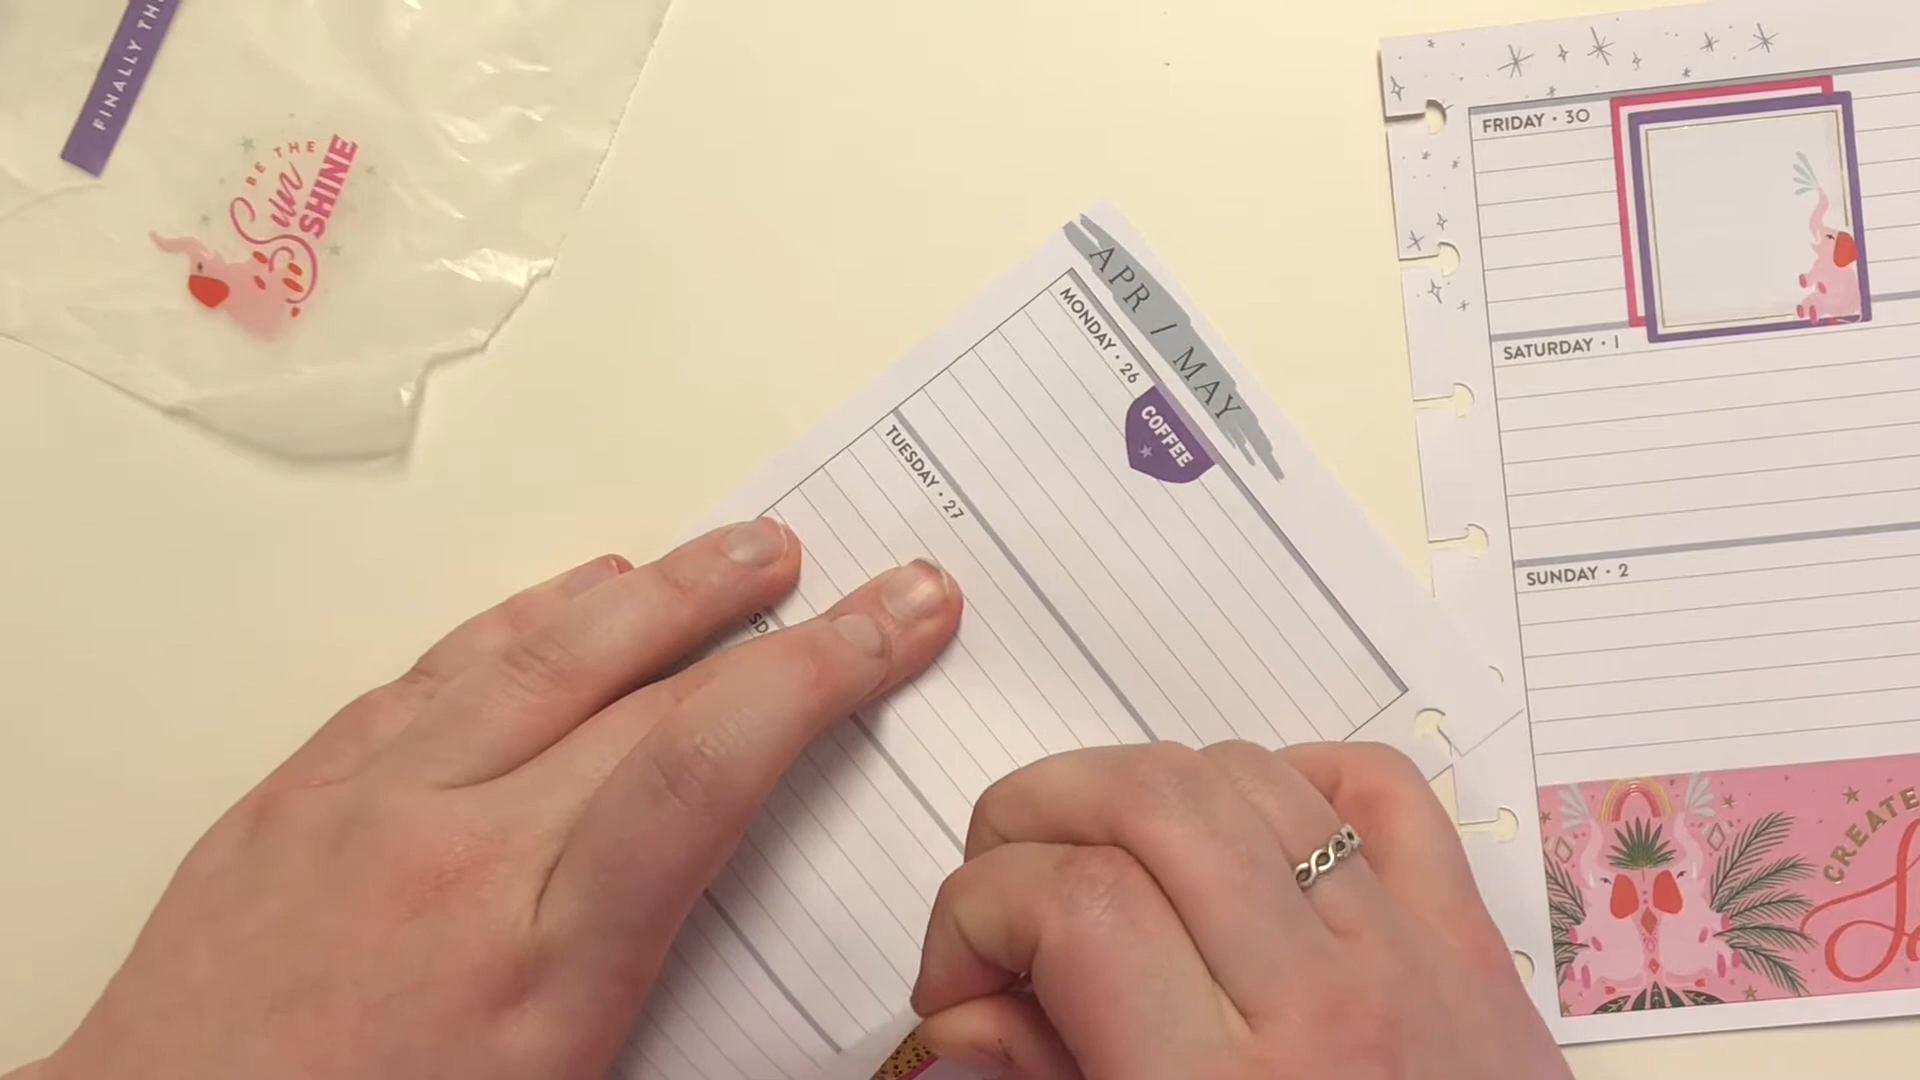 FINALLY TH
BE THE
Sun
SHINE
APR / MAY
MONDAY • 26
COFFEE
TUESDAY • 27
SD
FRIDAY • 30
SATURDAY • 1
SUNDAY • 2
CREATE